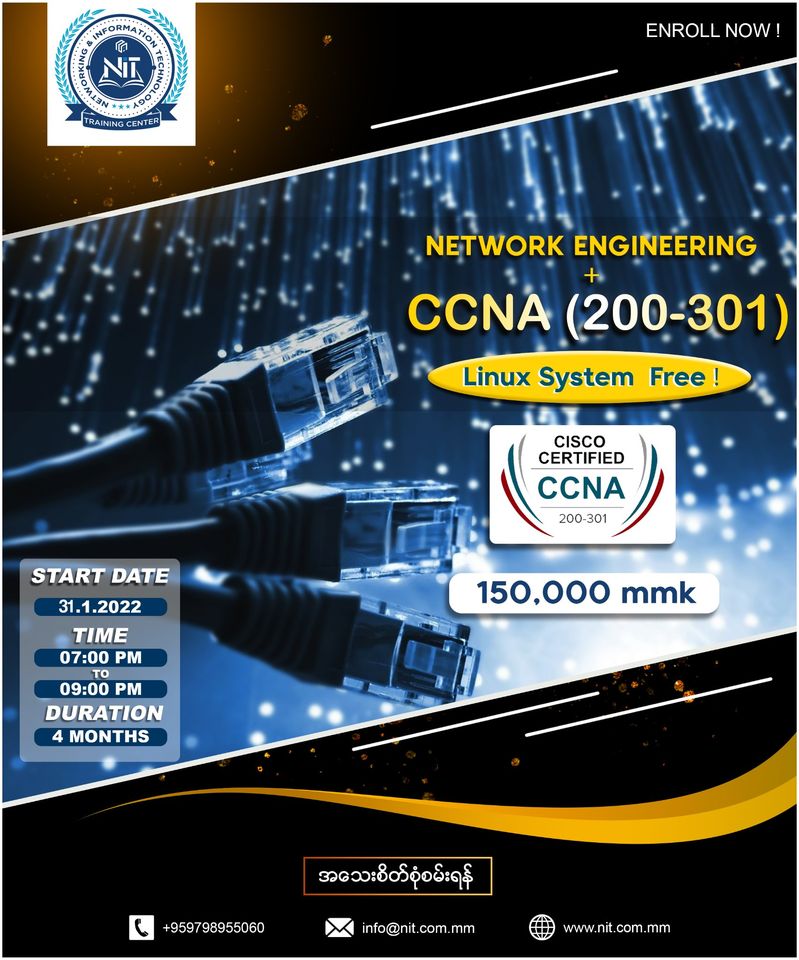 NETWORKING & INFORMATION TECHNOLOGY
NIT
TRAINING CENTER
ENROLL NOW !
NETWORK ENGINEERING
+
CCNA (200-301)
Linux System Free !
CISCO
CERTIFIED
CCNA
200-301
150,000 mmk
START DATE
31.1.2022
TIME
07:00 PM
TO
09:00 PM
DURATION
4 MONTHS
အသေးစိတ်စုံစမ်းရန်
+959798955060
info@nit.com.mm
www.nit.com.mm